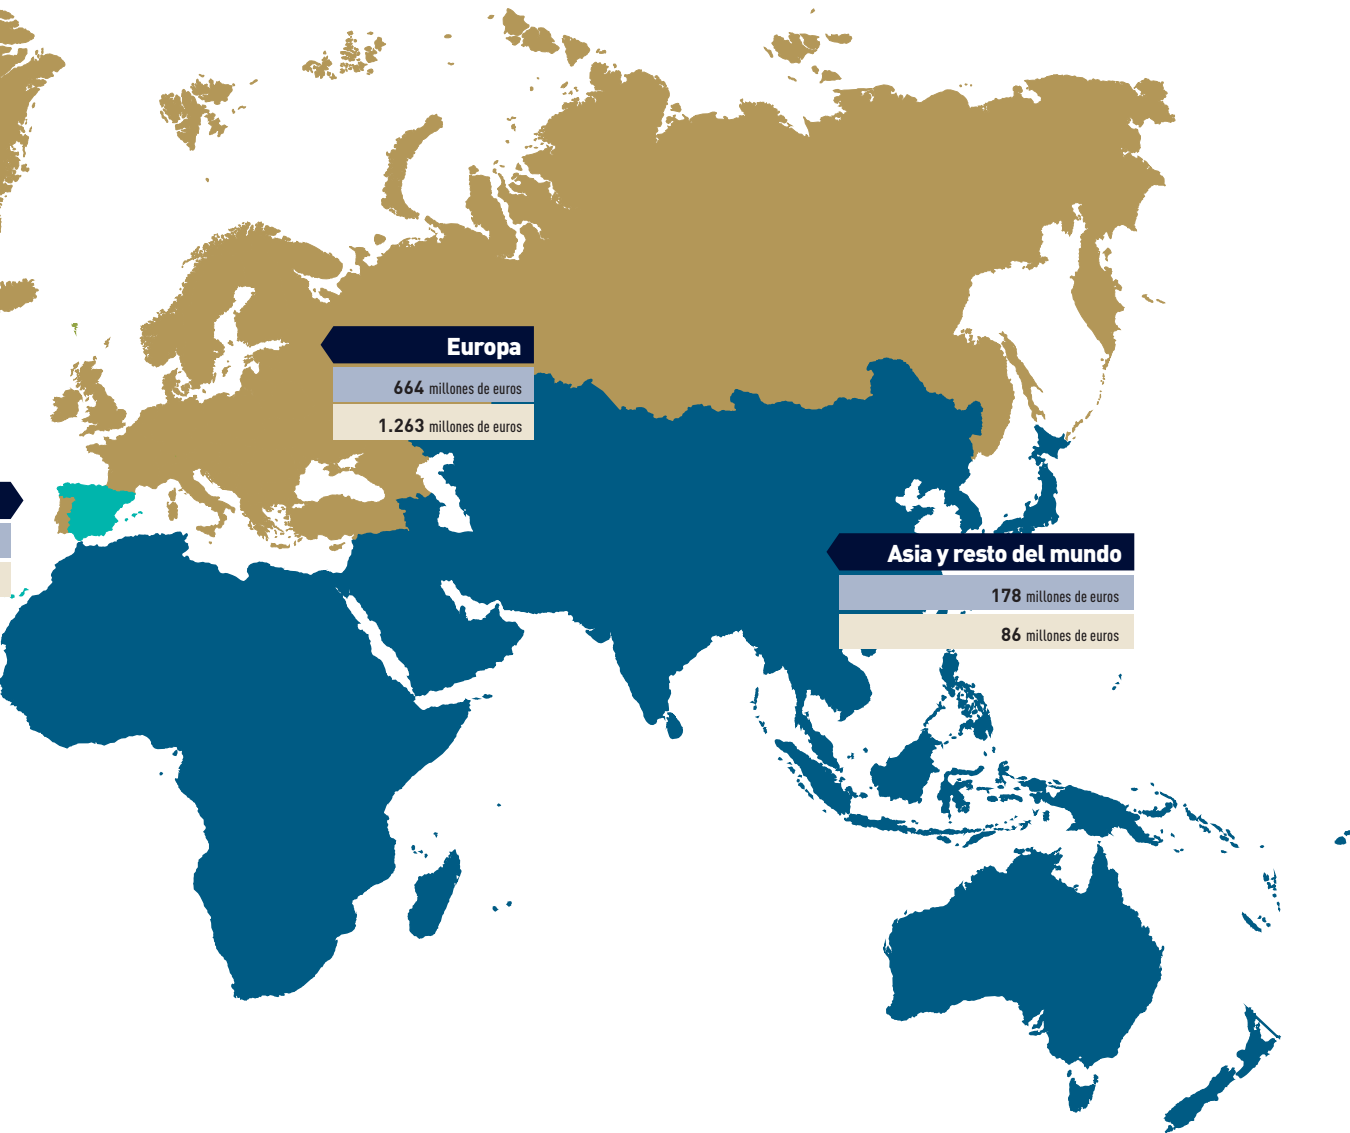 Europa
664 millones de euros
1.263 millones de euros
Asia y resto del mundo
178 millones de euros
86 millones de euros